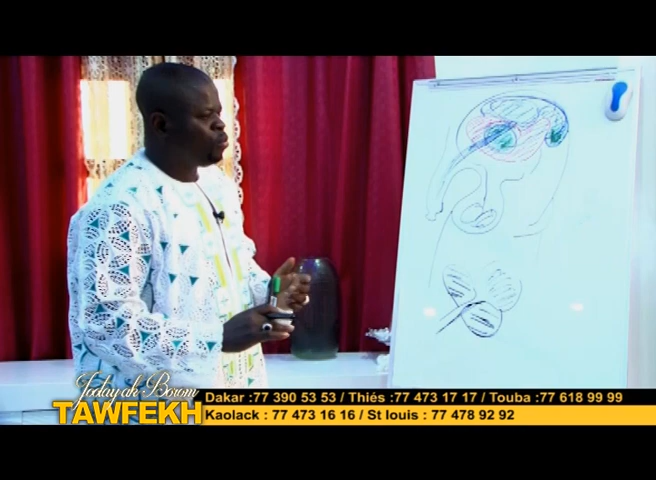 Jeday ak Borom
TAWFEKH
Dakar :77 390 53 53 / Thiés :77 473 17 17 / Touba :77 618 99 99
Kaolack : 77 473 16 16 / St louis : 77 478 92 92